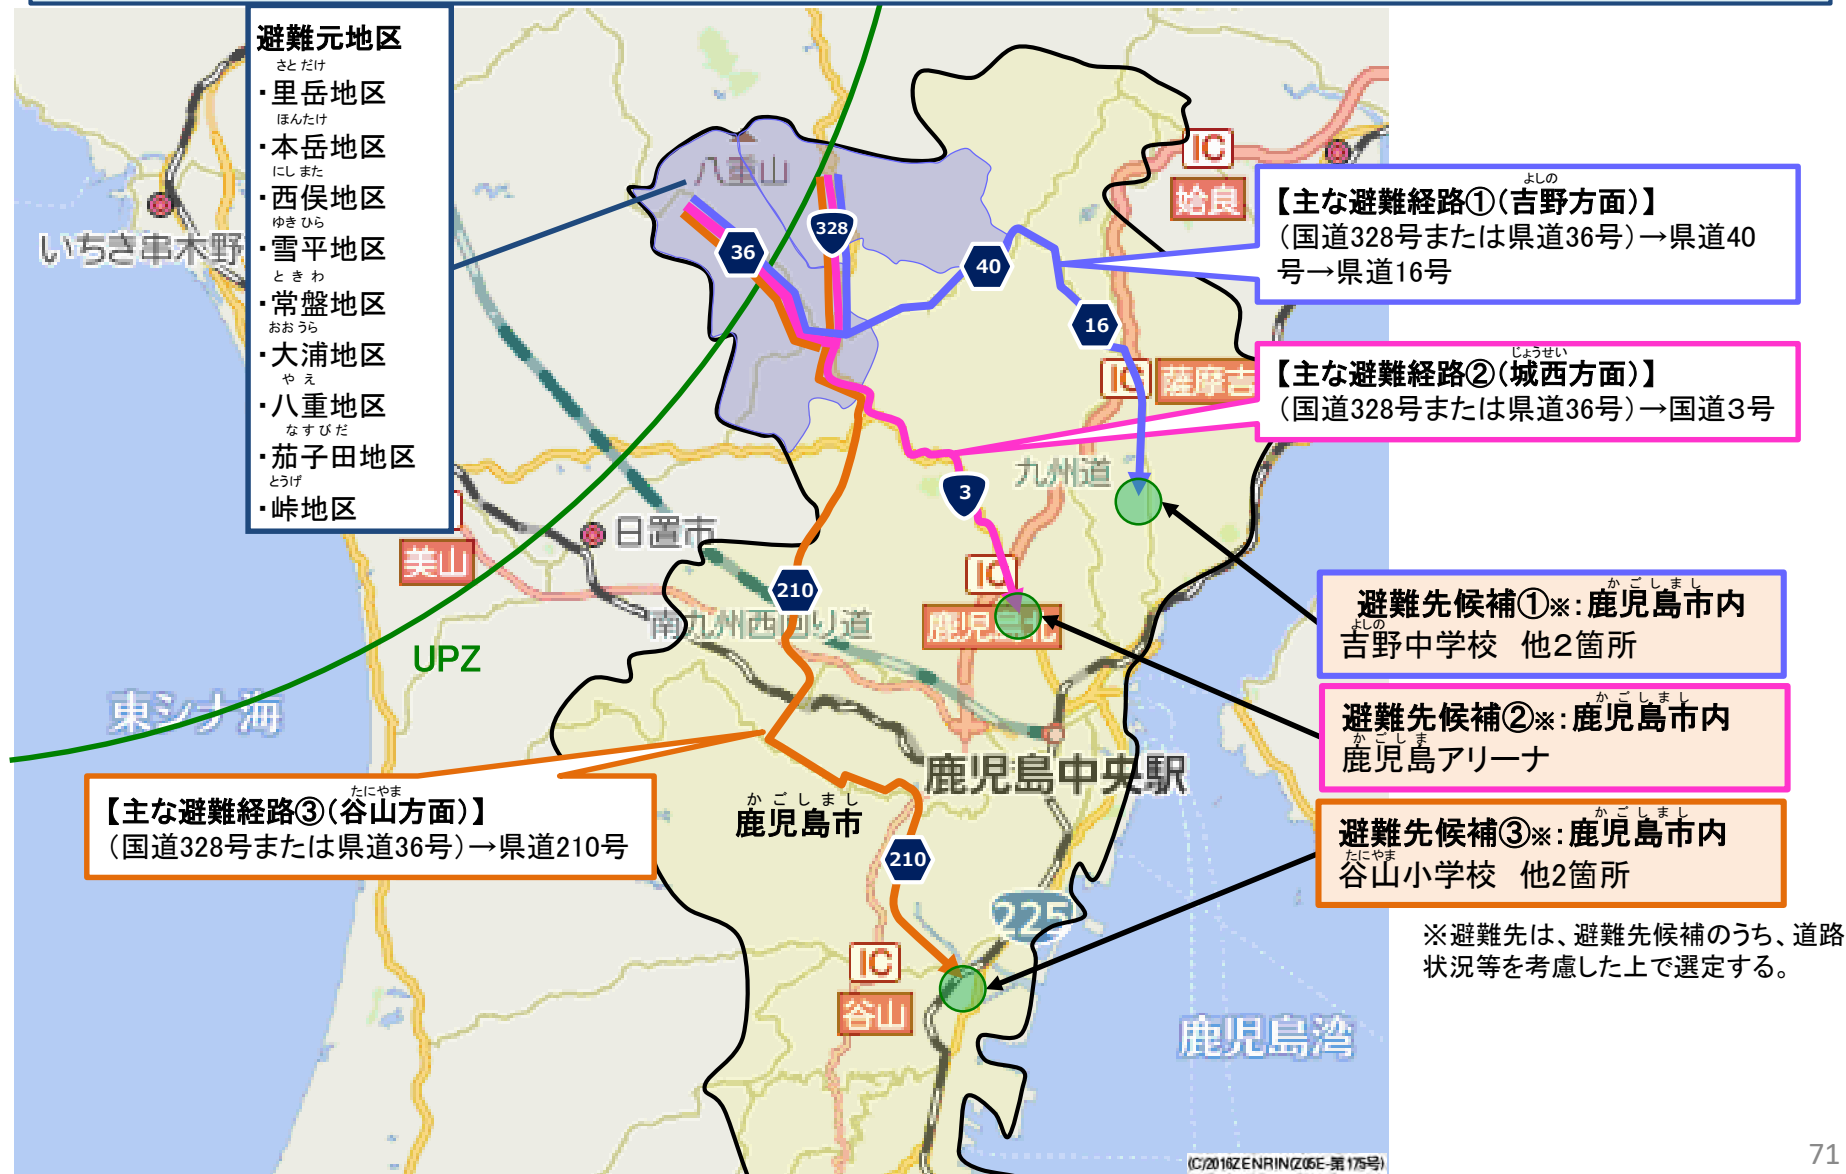 避難元地区
さとだけ
・里岳地区
ほんたけ
・本岳地区
にしまた
・西俣地区
ゆきひら
・雪平地区
ときわ
・常盤地区
おおうら
・大浦地区
やえ
・八重地区
なすびだ
・茄子田地区
とうげ
・峠地区
八重山
いちき串木野
36
328
40
16
IC
姶良
よしの
【主な避難経路①(吉野方面)】
(国道328号または県道36号)→県道40
号→県道16号
じょうせい
【主な避難経路②(城西方面)】
(国道328号または県道36号)→国道3号
IC
薩摩吉
九州道
3
日置市
美山
210
IC
鹿児島北
南九州西回り道
UPZ
東シナ海
かごしまし
避難先候補①※:鹿児島市内
よしの
吉野中学校 他2箇所
かごしまし
避難先候補②※:鹿児島市内
かごしま
鹿児島アリーナ
かごしまし
避難先候補③※:鹿児島市内
たにやま
谷山小学校 他2箇所
鹿児島中央駅
たにやま
【主な避難経路③(谷山方面)】
(国道328号または県道36号)→県道210号
かごしまし
鹿児島市
210
225
IC
谷山
※避難先は、避難先候補のうち、道路
状況等を考慮した上で選定する。
鹿児島湾
(C)2016ZENRIN(Z05E-第175号)
71